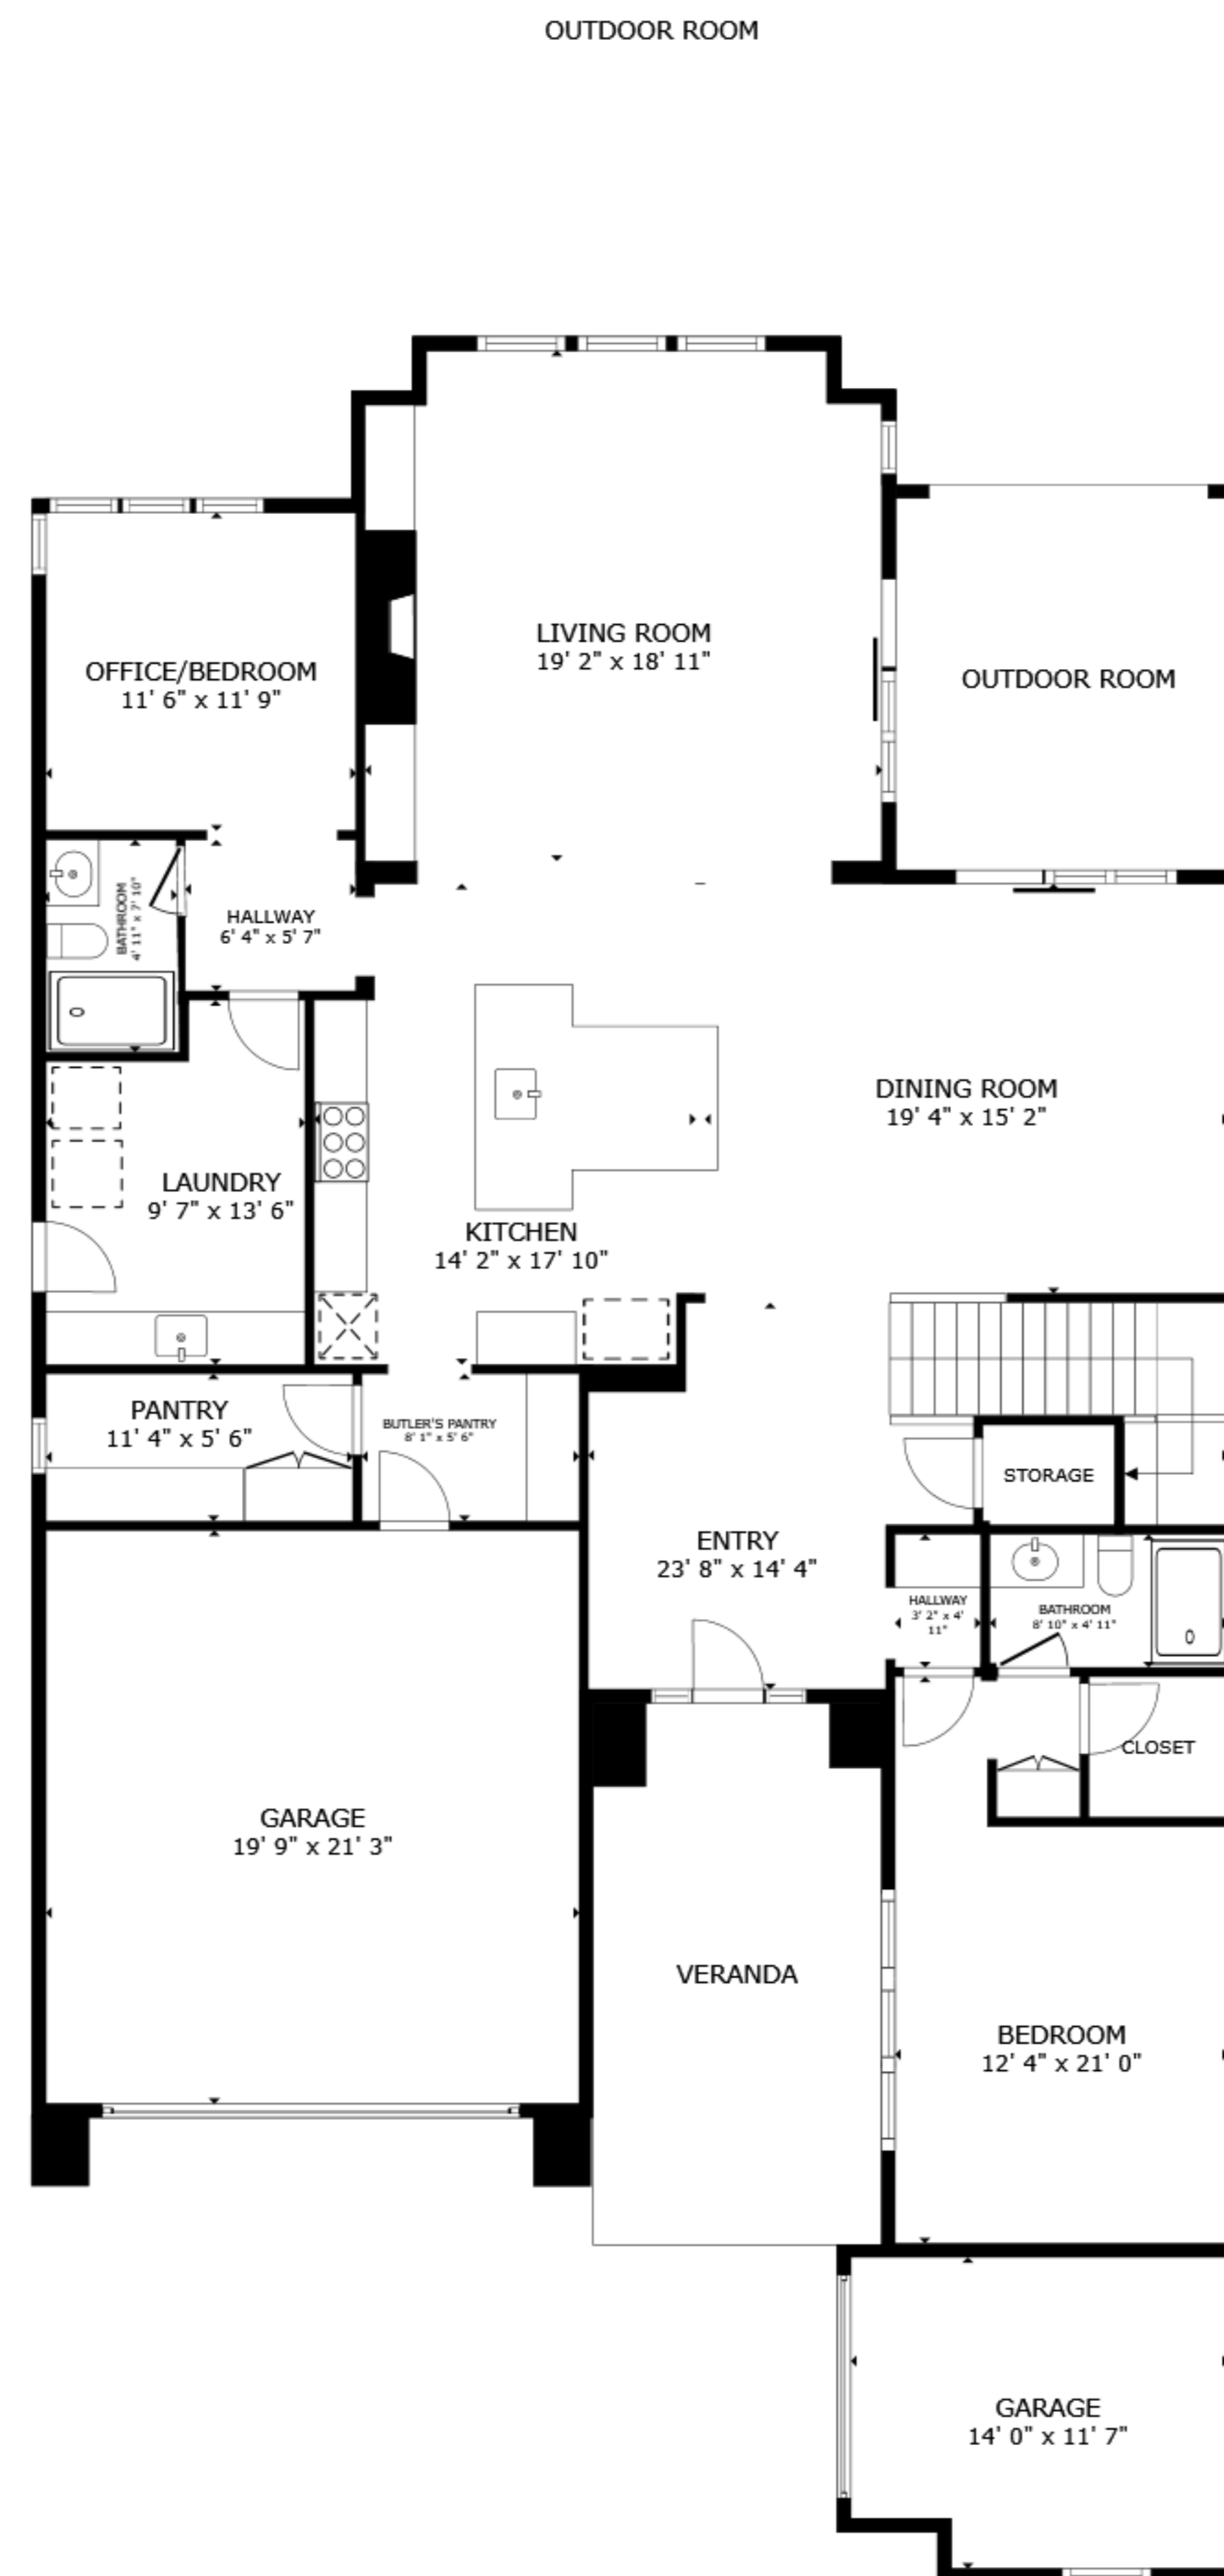 OUTDOOR ROOM
LIVING ROOM
19' 2" x 18' 11"
OFFICE/BEDROOM
11' 6" x 11' 9"
OUTDOOR ROOM
BATHROOM
4' 11" x 7' 10"
HALLWAY
6' 4" x 5' 7"
DINING ROOM
19' 4" x 15' 2"
LAUNDRY
9' 7" x 13' 6"
KITCHEN
14' 2" x 17' 10"
PANTRY
11' 4" x 5' 6"
BUTLER'S PANTRY
8' 1" x 5' 6"
STORAGE
ENTRY
23' 8" x 14' 4"
HALLWAY
3' 2" x 4'
11"
BATHROOM
8' 10" x 4' 11"
CLOSET
GARAGE
19' 9" x 21' 3"
VERANDA
BEDROOM
12' 4" x 21' 0"
GARAGE
14' 0" x 11' 7"